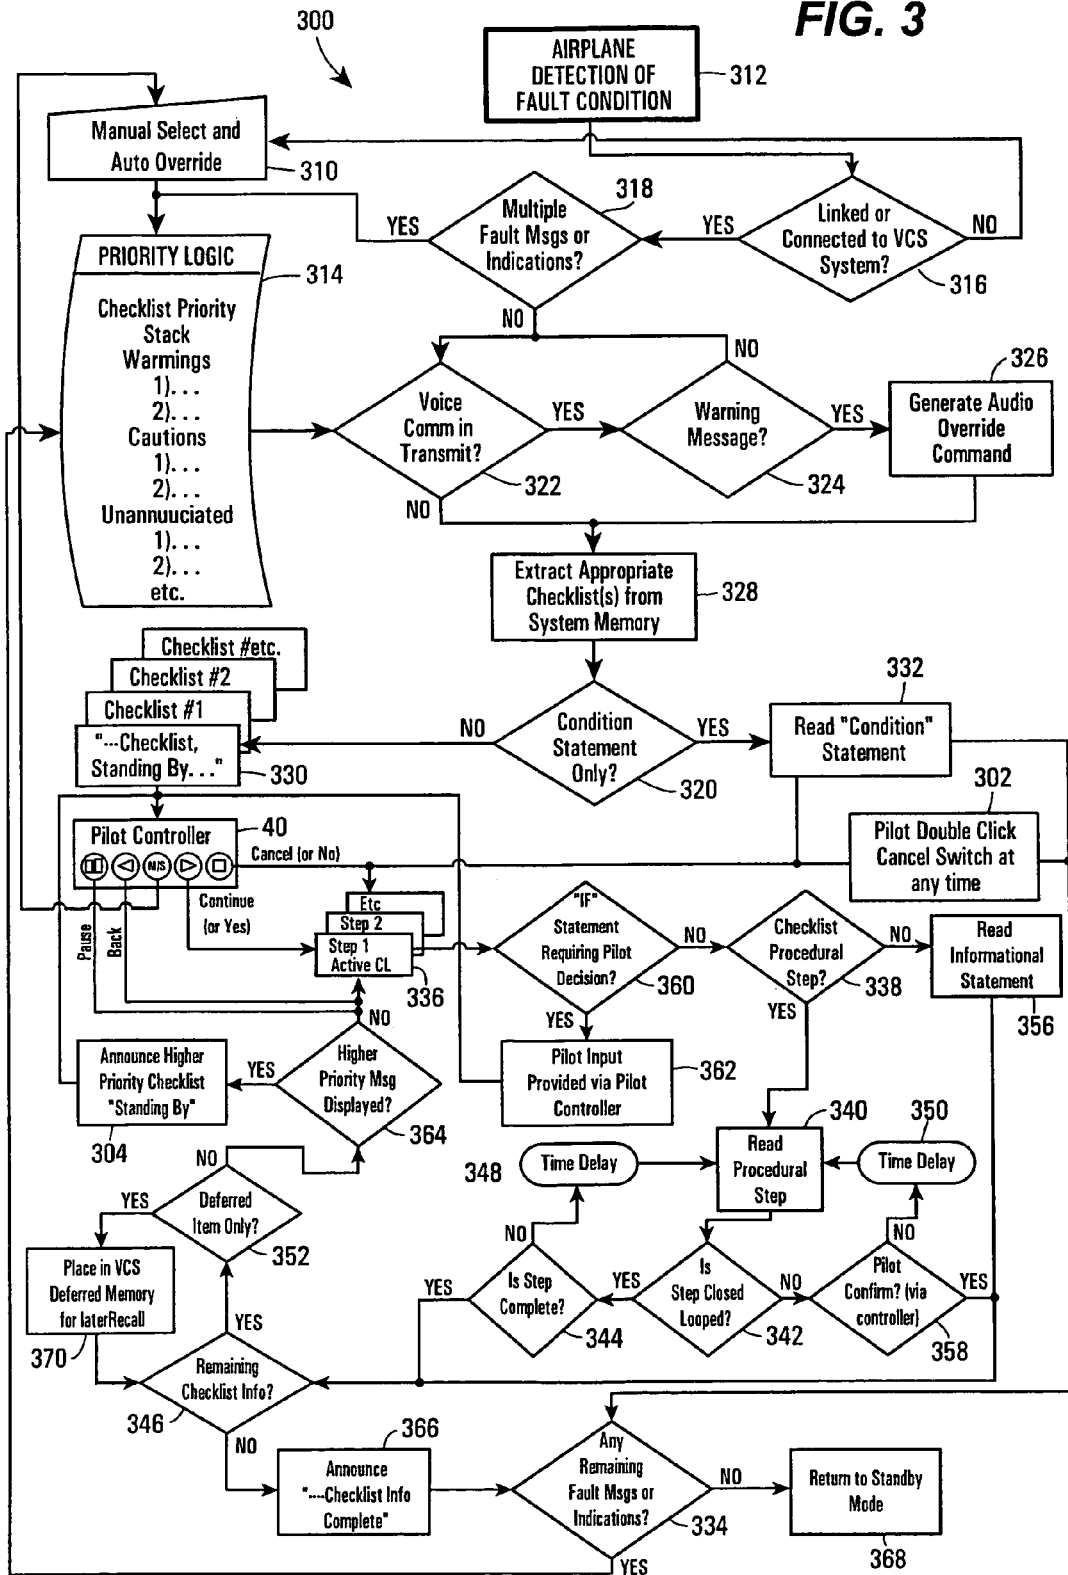 FIG. 3
300
AIRPLANE
DETECTION OF
FAULT CONDITION
312
Manual Select and
Auto Override
310
318
Multiple
Fault Msgs or
Indications?
YES
YES
Linked or
Connected to VCS
System?
NO
316
PRIORITY LOGIC
314
Checklist Priority
Stack
Warmings
1)...
2)...
Cautions
1)...
2)...
Unannuuciated
1)...
2)...
etc.
NO
NO
Voice
Comm in
Transmit?
322
YES
Warning
Message?
324
YES
326
Generate Audio
Override
Command
NO
Extract Appropriate
Checklist(s) from
System Memory
328
Checklist #etc.
Checklist #2
Checklist #1
"---Checklist,
Standing By..."
330
NO
Condition
Statement
Only?
320
YES
332
Read "Condition"
Statement
302
Pilot Double Click
Cancel Switch at
any time
40
Pilot Controller
M/S
Cancel (or No)
Continue
(or Yes)
Pause
Back
Etc
Step 2
Step 1
Active CL
336
"IF"
Statement
Requiring Pilot
Decision?
360
NO
YES
Checklist
Procedural
Step?
338
NO
YES
Read
Informational
Statement
356
Pilot Input
Provided via Pilot
Controller
362
Announce Higher
Priority Checklist
"Standing By"
304
YES
NO
Higher
Priority Msg
Displayed?
364
340
Read
Procedural
Step
348
Time Delay
350
Time Delay
NO
YES
Deferred
Item Only?
352
Place in VCS
Deferred Memory
for laterRecall
370
YES
NO
Is Step
Complete?
344
YES
YES
Is
Step Closed
Looped?
342
NO
NO
Pilot
Confirm? (via
controller)
358
YES
Remaining
Checklist Info?
346
NO
366
Announce
"----Checklist Info
Complete"
Any
Remaining
Fault Msgs or
Indications?
334
NO
YES
Return to Standby
Mode
368